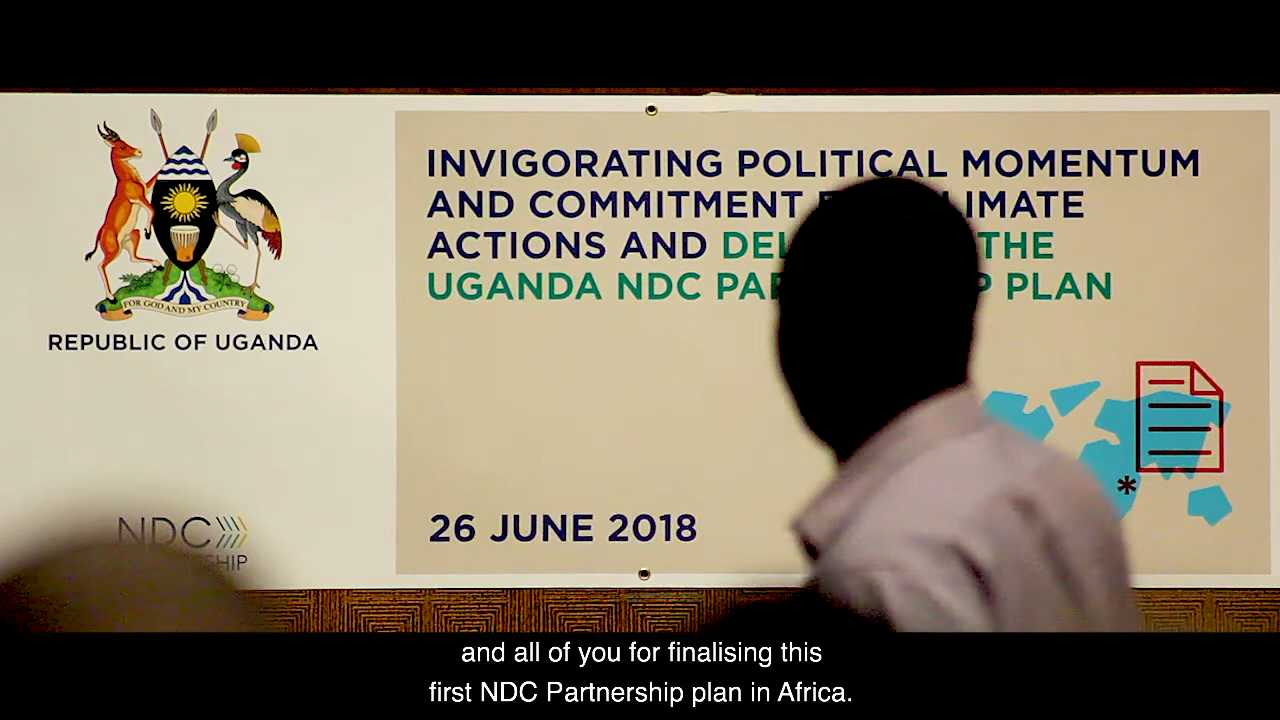 FOR GOD AND MY COUNTRY
REPUBLIC OF UGANDA
NDC
INVIGORATING POLITICAL MOMENTUM
AND COMMITMENT
ACTIONS AND THE
UGANDA NDC PLAN
26 JUNE 2018
*
and all of you for finalising this
first NDC Partnership plan in Africa.